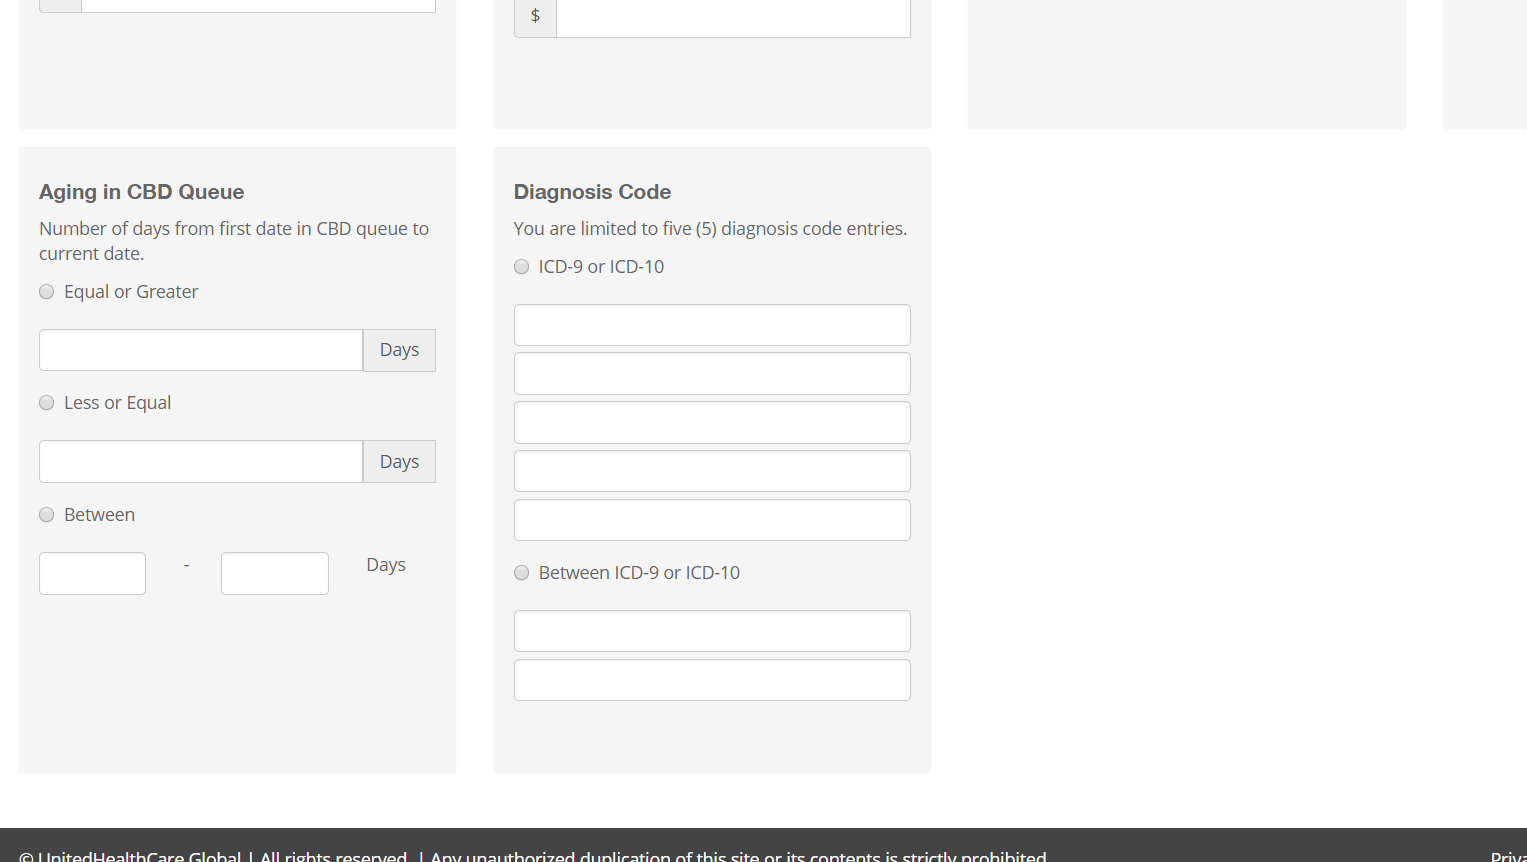 $
Aging in CBD Queue
Number of days from first date in CBD queue to
current date.
Equal or Greater
Days
Less or Equal
Days
Between
-
Days
Diagnosis Code
You are limited to five (5) diagnosis code entries.
ICD-9 or ICD-10
Between ICD-9 or ICD-10
© UnitedHealthCare Global | All rights reserved. | Any unauthorized duplication of this site or its contents is strictly prohibited